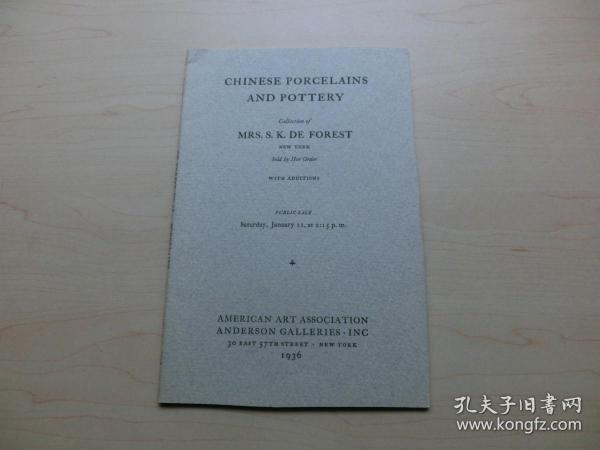 CHINESE PORCELAINS
AND POTTERY
Collection of
MRS. S. K. DE FOREST
NEW YORK
Sold by Her Order
WITH ADDITIONS
PUBLIC SALE
Saturday, January 11, at 2:15 p. m.
AMERICAN ART ASSOCIATION
ANDERSON GALLERIES · INC
30 EAST 57TH STREET · NEW YORK
1936
孔夫子旧书网
www.kongfz.com